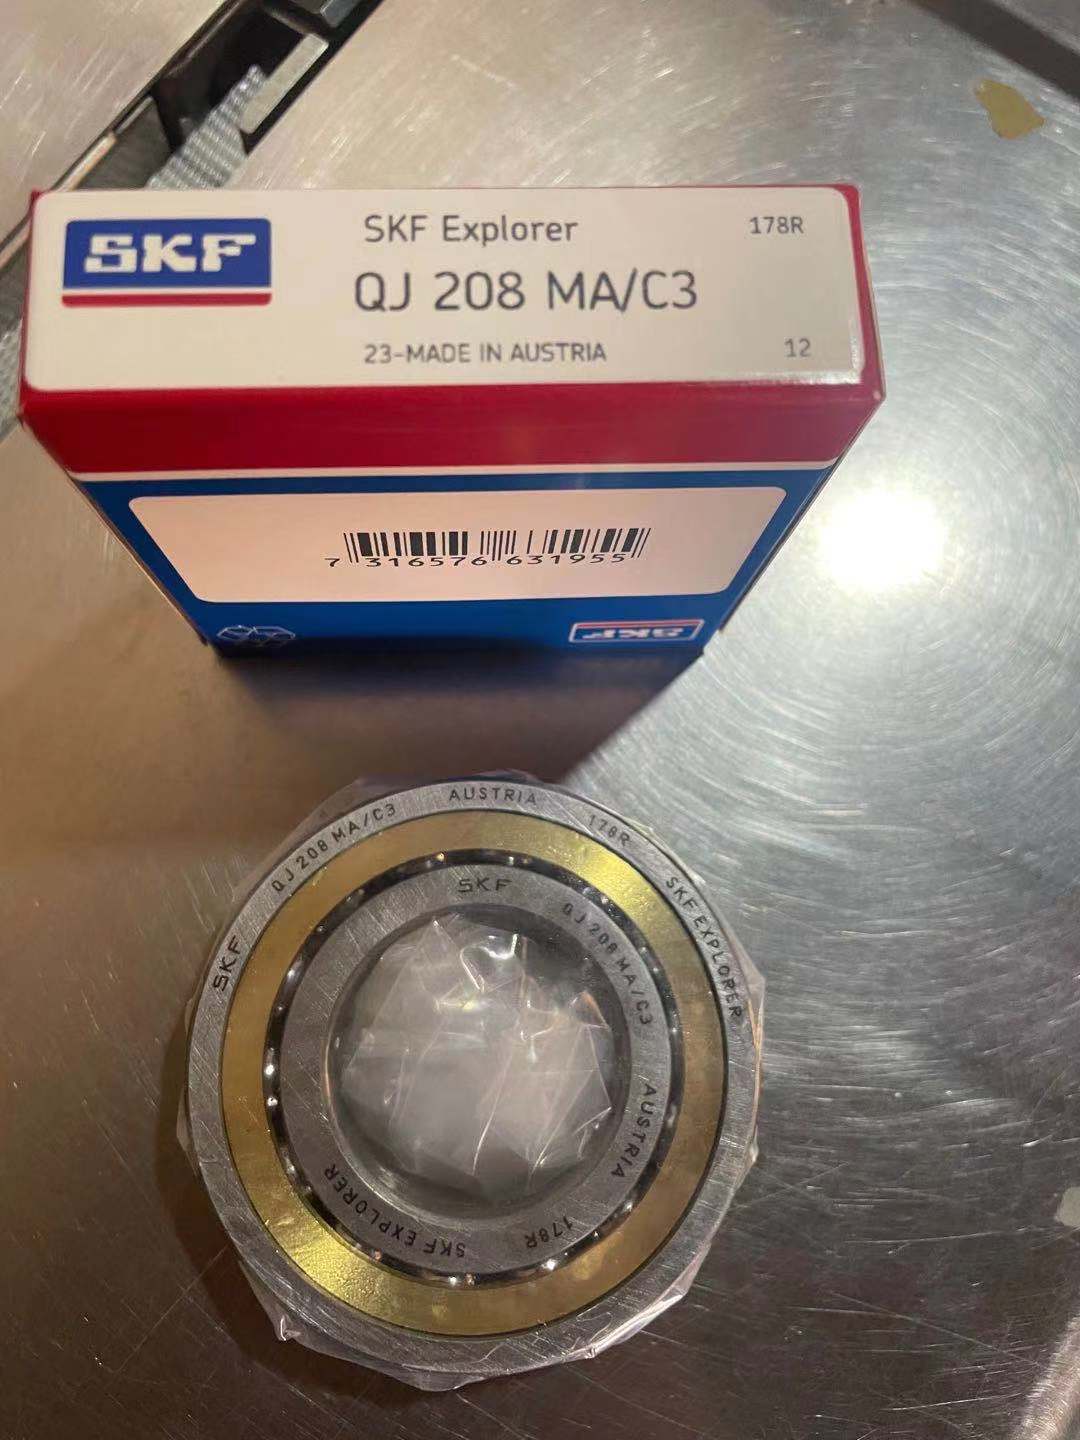 SKF
SKF Explorer
178R
QJ 208 MA/C3
23-MADE IN AUSTRIA
12
7 316576 631955
SKF
SKF
QJ 208 MA/C3
AUSTRIA
178R
SKF EXPLORER
SKF
QJ 208 MA/C3
AUSTRIA
178R
SKF EXPLORER